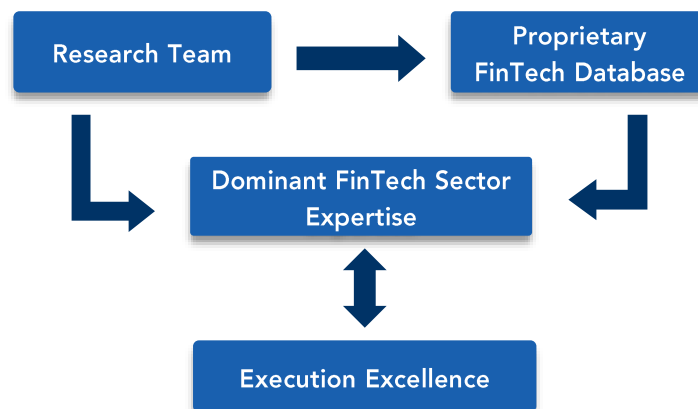 Research Team
Proprietary
FinTech Database
Dominant FinTech Sector
Expertise
Execution Excellence